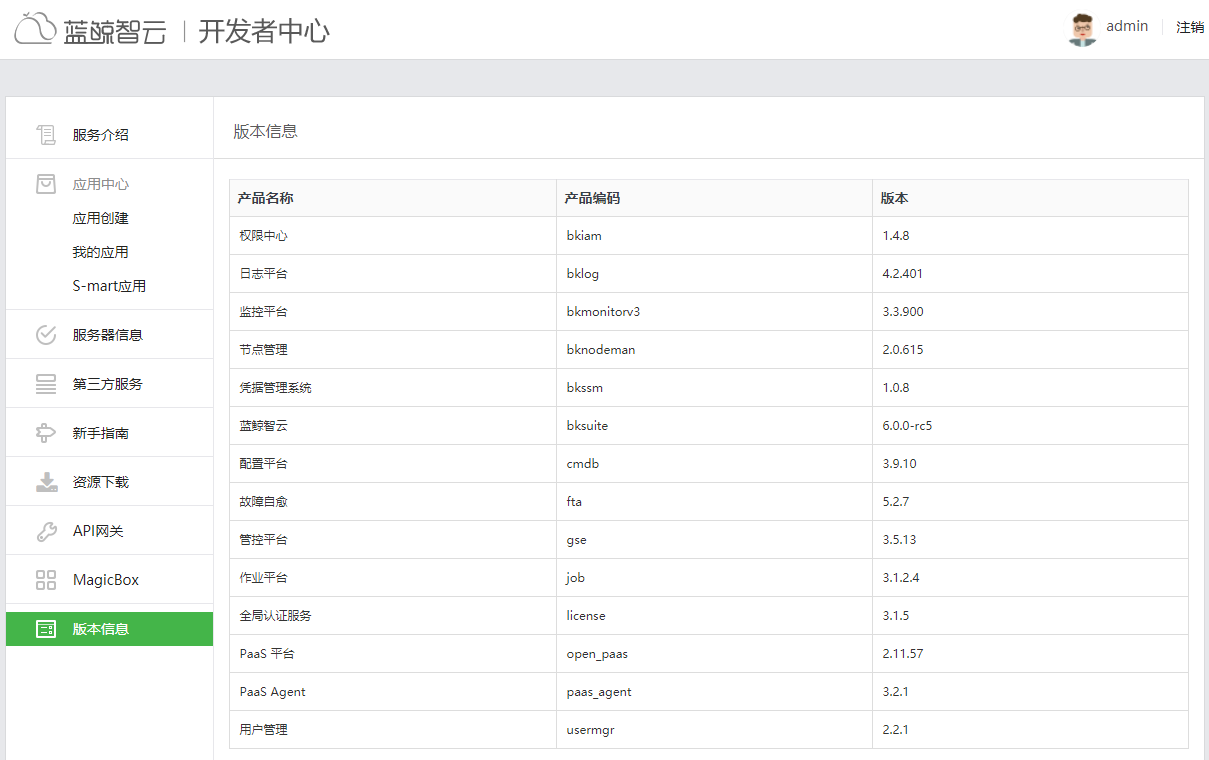 蓝鲸智云 | 开发者中心
admin
注销
服务介绍
应用中心
应用创建
我的应用
S-mart应用
服务器信息
第三方服务
新手指南
资源下载
API网关
MagicBox
版本信息
版本信息
产品名称 产品编码 版本
权限中心 bkiam 1.4.8
日志平台 bklog 4.2.401
监控平台 bkmonitorv3 3.3.900
节点管理 bknodeman 2.0.615
凭据管理系统 bkssm 1.0.8
蓝鲸智云 bksuite 6.0.0-rc5
配置平台 cmdb 3.9.10
故障自愈 fta 5.2.7
管控平台 gse 3.5.13
作业平台 job 3.1.2.4
全局认证服务 license 3.1.5
PaaS 平台 open_paas 2.11.57
PaaS Agent paas_agent 3.2.1
用户管理 usermgr 2.2.1